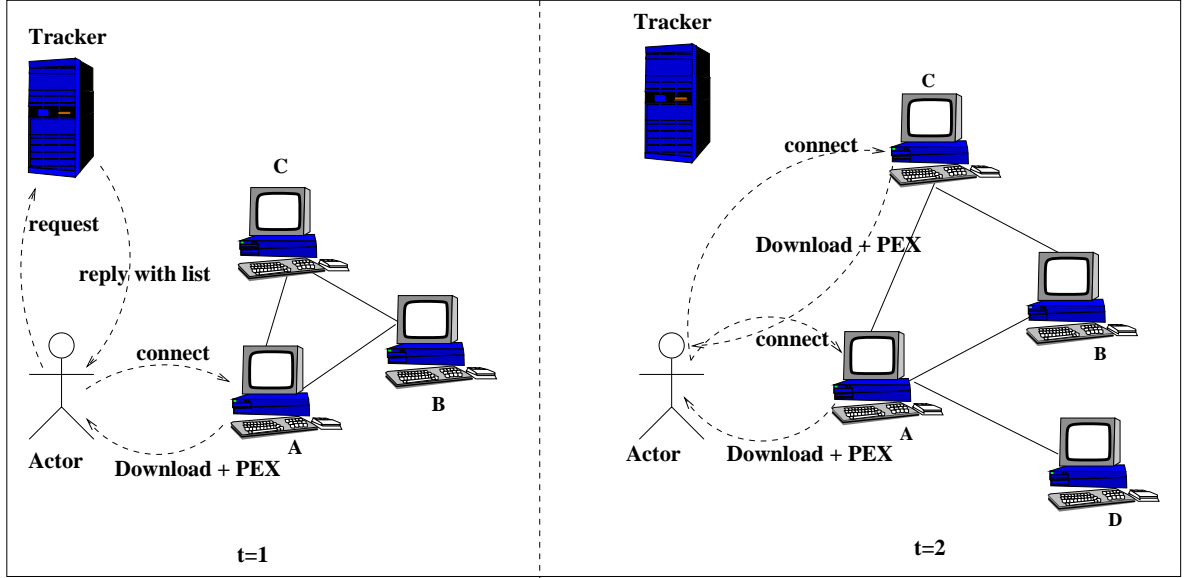 Tracker
request
reply with list
C
connect
B
A
Actor
Download + PEX
t=1
Tracker
C
connect
Download + PEX
connect
B
A
Actor
Download + PEX
D
t=2